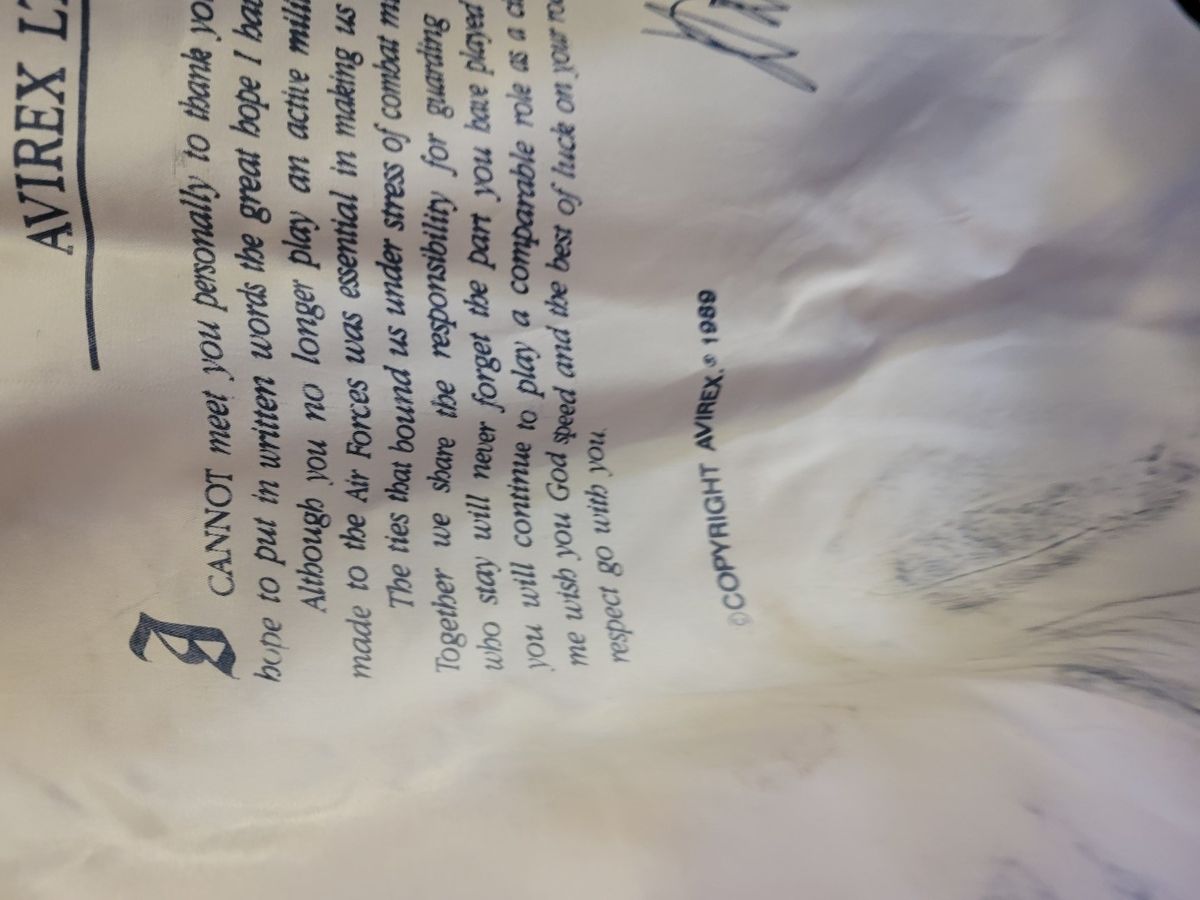 AVIREX
I CANNOT meet you personally to thank
hope to put in written words the great hope I
Although you no longer play an active
made to the Air Forces was essential in making us
The ties that bound us under stress of combat
Together we share the responsibility for guarding
who stay will never forget the part you have played
you will continue to play a comparable role as a
me wish you God speed and the best of luck on your
respect go with you.
©COPYRIGHT AVIREX, 1989